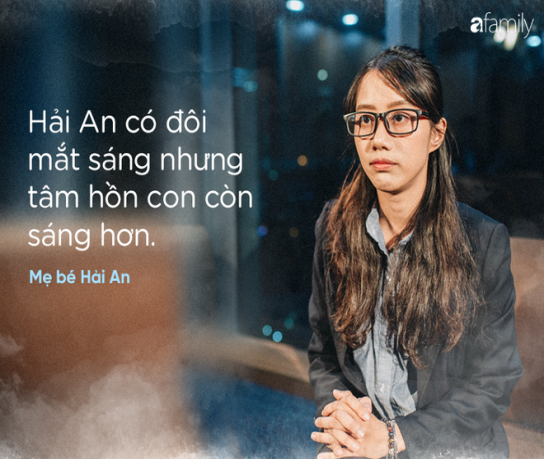 afamily
Hải An có đôi
mắt sáng nhưng
tâm hồn con còn
sáng hơn.
Mẹ bé Hải An